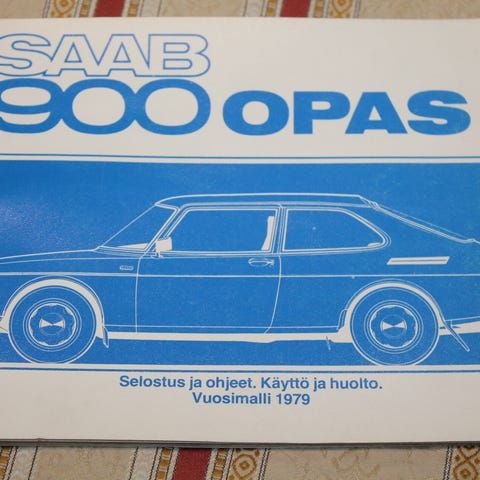 SAAB
900 OPAS
Selostus ja ohjeet. Käyttö ja huolto.
Vuosimalli 1979